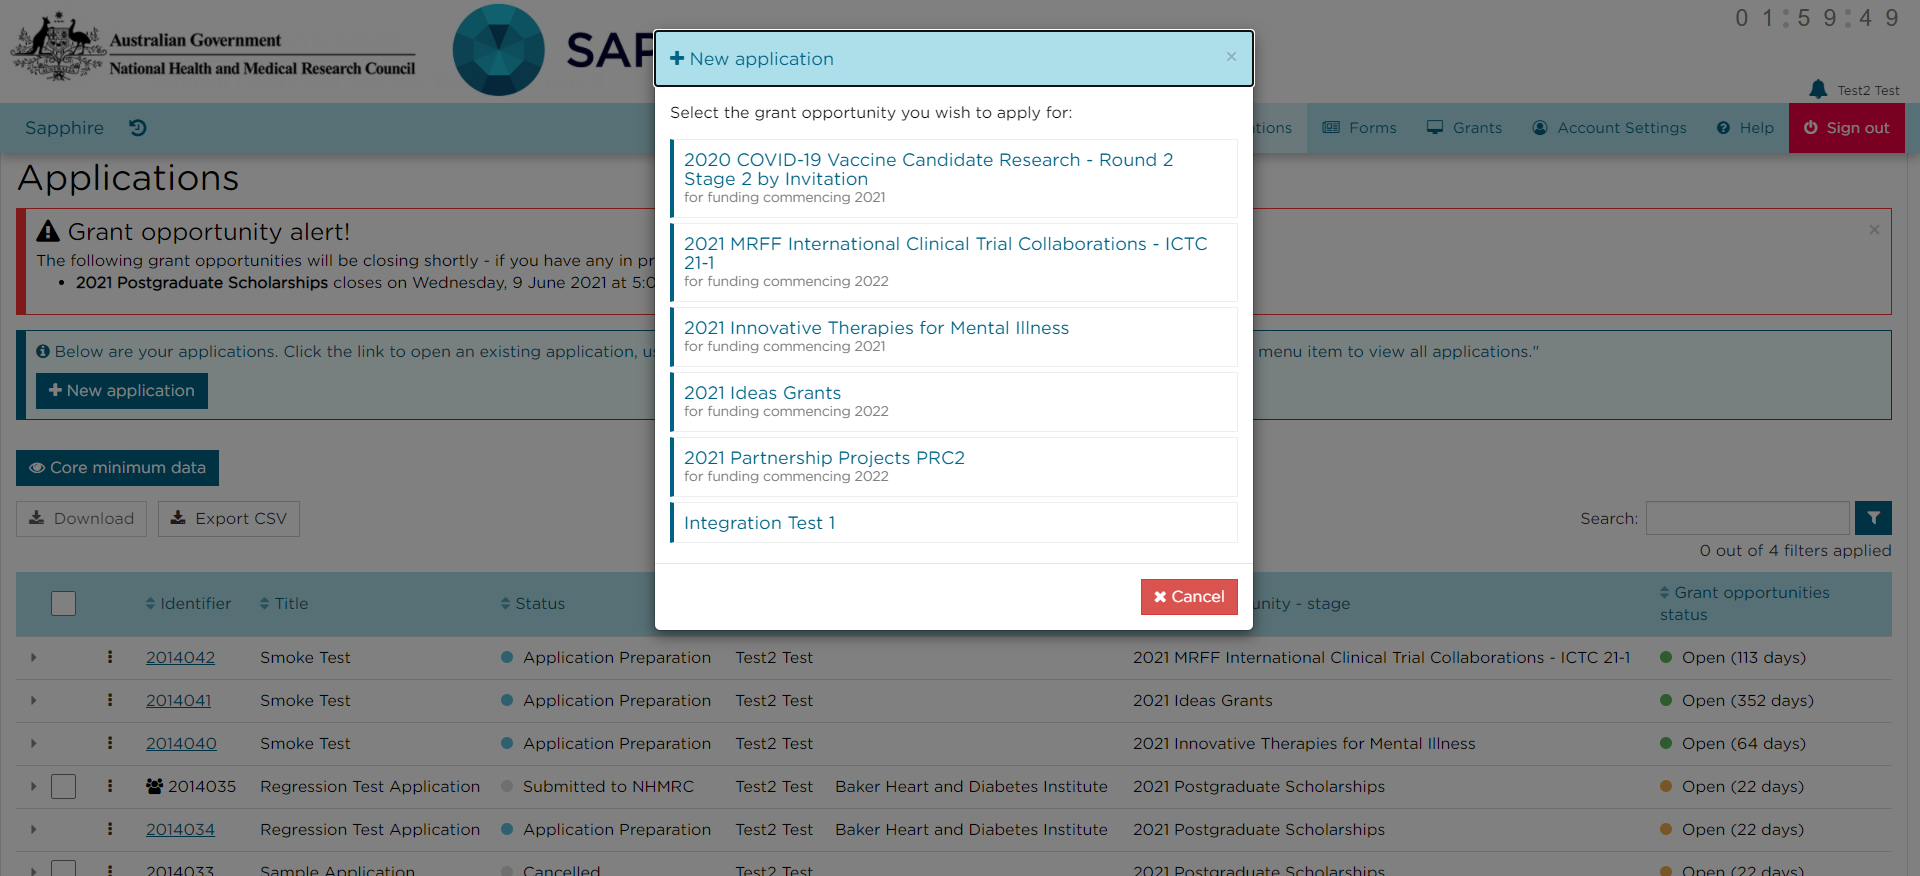 01:59:49
Australian Government
National Health and Medical Research Council
SAP
Test2 Test
Sapphire
tions
Forms
Grants
Account Settings
Help
Sign out
New application
×
Select the grant opportunity you wish to apply for:
2020 COVID-19 Vaccine Candidate Research - Round 2
Stage 2 by Invitation
for funding commencing 2021
2021 MRFF International Clinical Trial Collaborations - ICTC
21-1
for funding commencing 2022
2021 Innovative Therapies for Mental Illness
for funding commencing 2021
2021 Ideas Grants
for funding commencing 2022
2021 Partnership Projects PRC2
for funding commencing 2022
Integration Test 1
Cancel
Applications
Grant opportunity alert!
The following grant opportunities will be closing shortly - if you have any in pr
• 2021 Postgraduate Scholarships closes on Wednesday, 9 June 2021 at 5:0
Below are your applications. Click the link to open an existing application, u menu item to view all applications."
New application
Core minimum data
Download Export CSV
Search:
0 out of 4 filters applied
Identifier Title Status unity - stage Grant opportunities
status
2014042 Smoke Test Application Preparation Test2 Test 2021 MRFF International Clinical Trial Collaborations - ICTC 21-1 Open (113 days)
2014041 Smoke Test Application Preparation Test2 Test 2021 Ideas Grants Open (352 days)
2014040 Smoke Test Application Preparation Test2 Test 2021 Innovative Therapies for Mental Illness Open (64 days)
2014035 Regression Test Application Submitted to NHMRC Test2 Test Baker Heart and Diabetes Institute 2021 Postgraduate Scholarships Open (22 days)
2014034 Regression Test Application Application Preparation Test2 Test Baker Heart and Diabetes Institute 2021 Postgraduate Scholarships Open (22 days)
2014033 Sample Application Cancelled Test2 Test 2021 Postgraduate Scholarships Open (22 days)